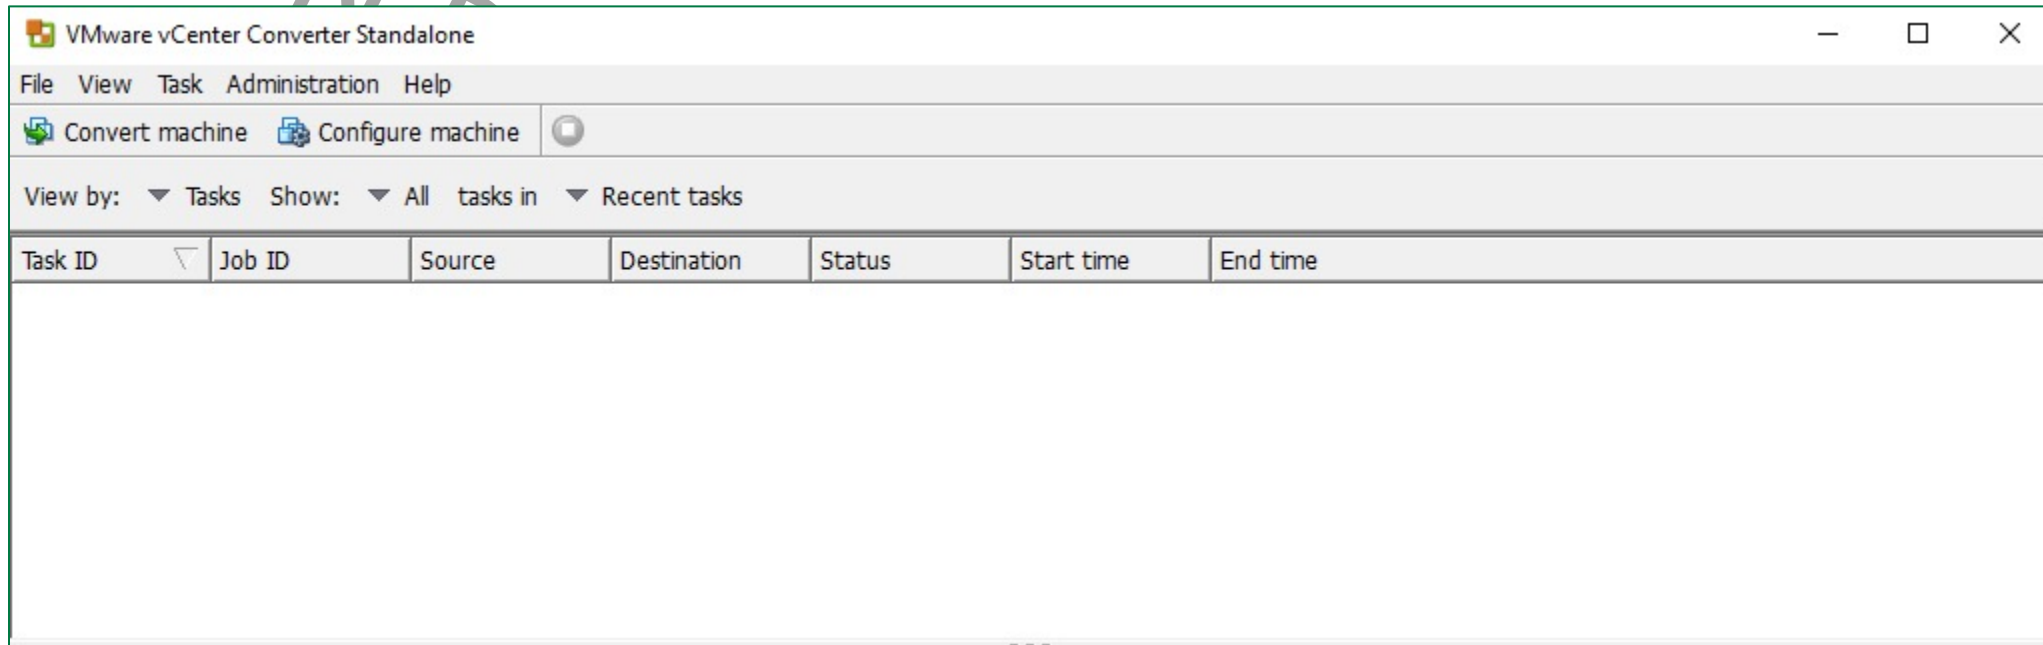 VMware vCenter Converter Standalone
File View Task Administration Help
Convert machine Configure machine
View by: Tasks Show: All tasks in Recent tasks
Task ID Job ID Source Destination Status Start time End time